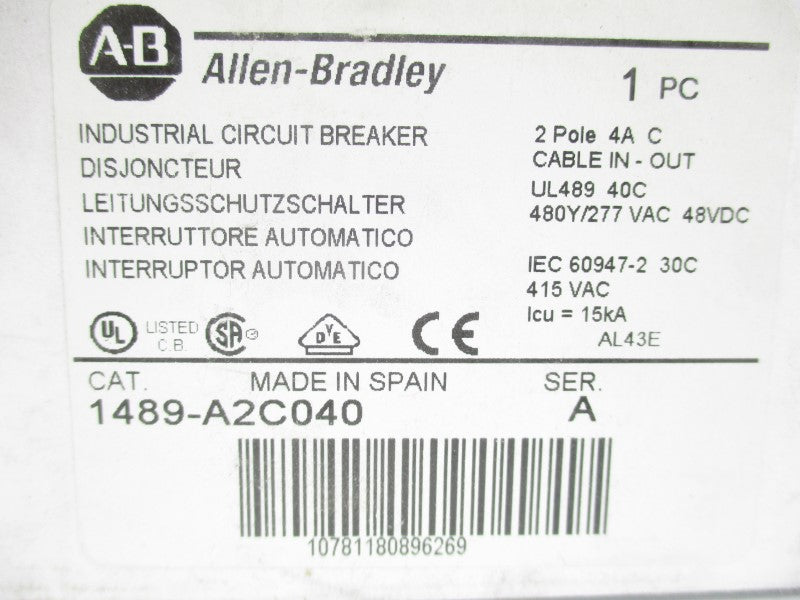 A-B
Allen-Bradley
1 PC
INDUSTRIAL CIRCUIT BREAKER
DISJONCTEUR
LEITUNGSSCHUTZSCHALTER
INTERRUTTORE AUTOMATICO
INTERRUPTOR AUTOMATICO
2 Pole 4A C
CABLE IN - OUT
UL489 40C
480Y/277 VAC 48VDC
IEC 60947-2 30C
415 VAC
Icu = 15kA
AL43E
UL
LISTED
C.B.
SA
DVE
CE
CAT.
MADE IN SPAIN
SER.
1489-A2C040
A
10781180896269